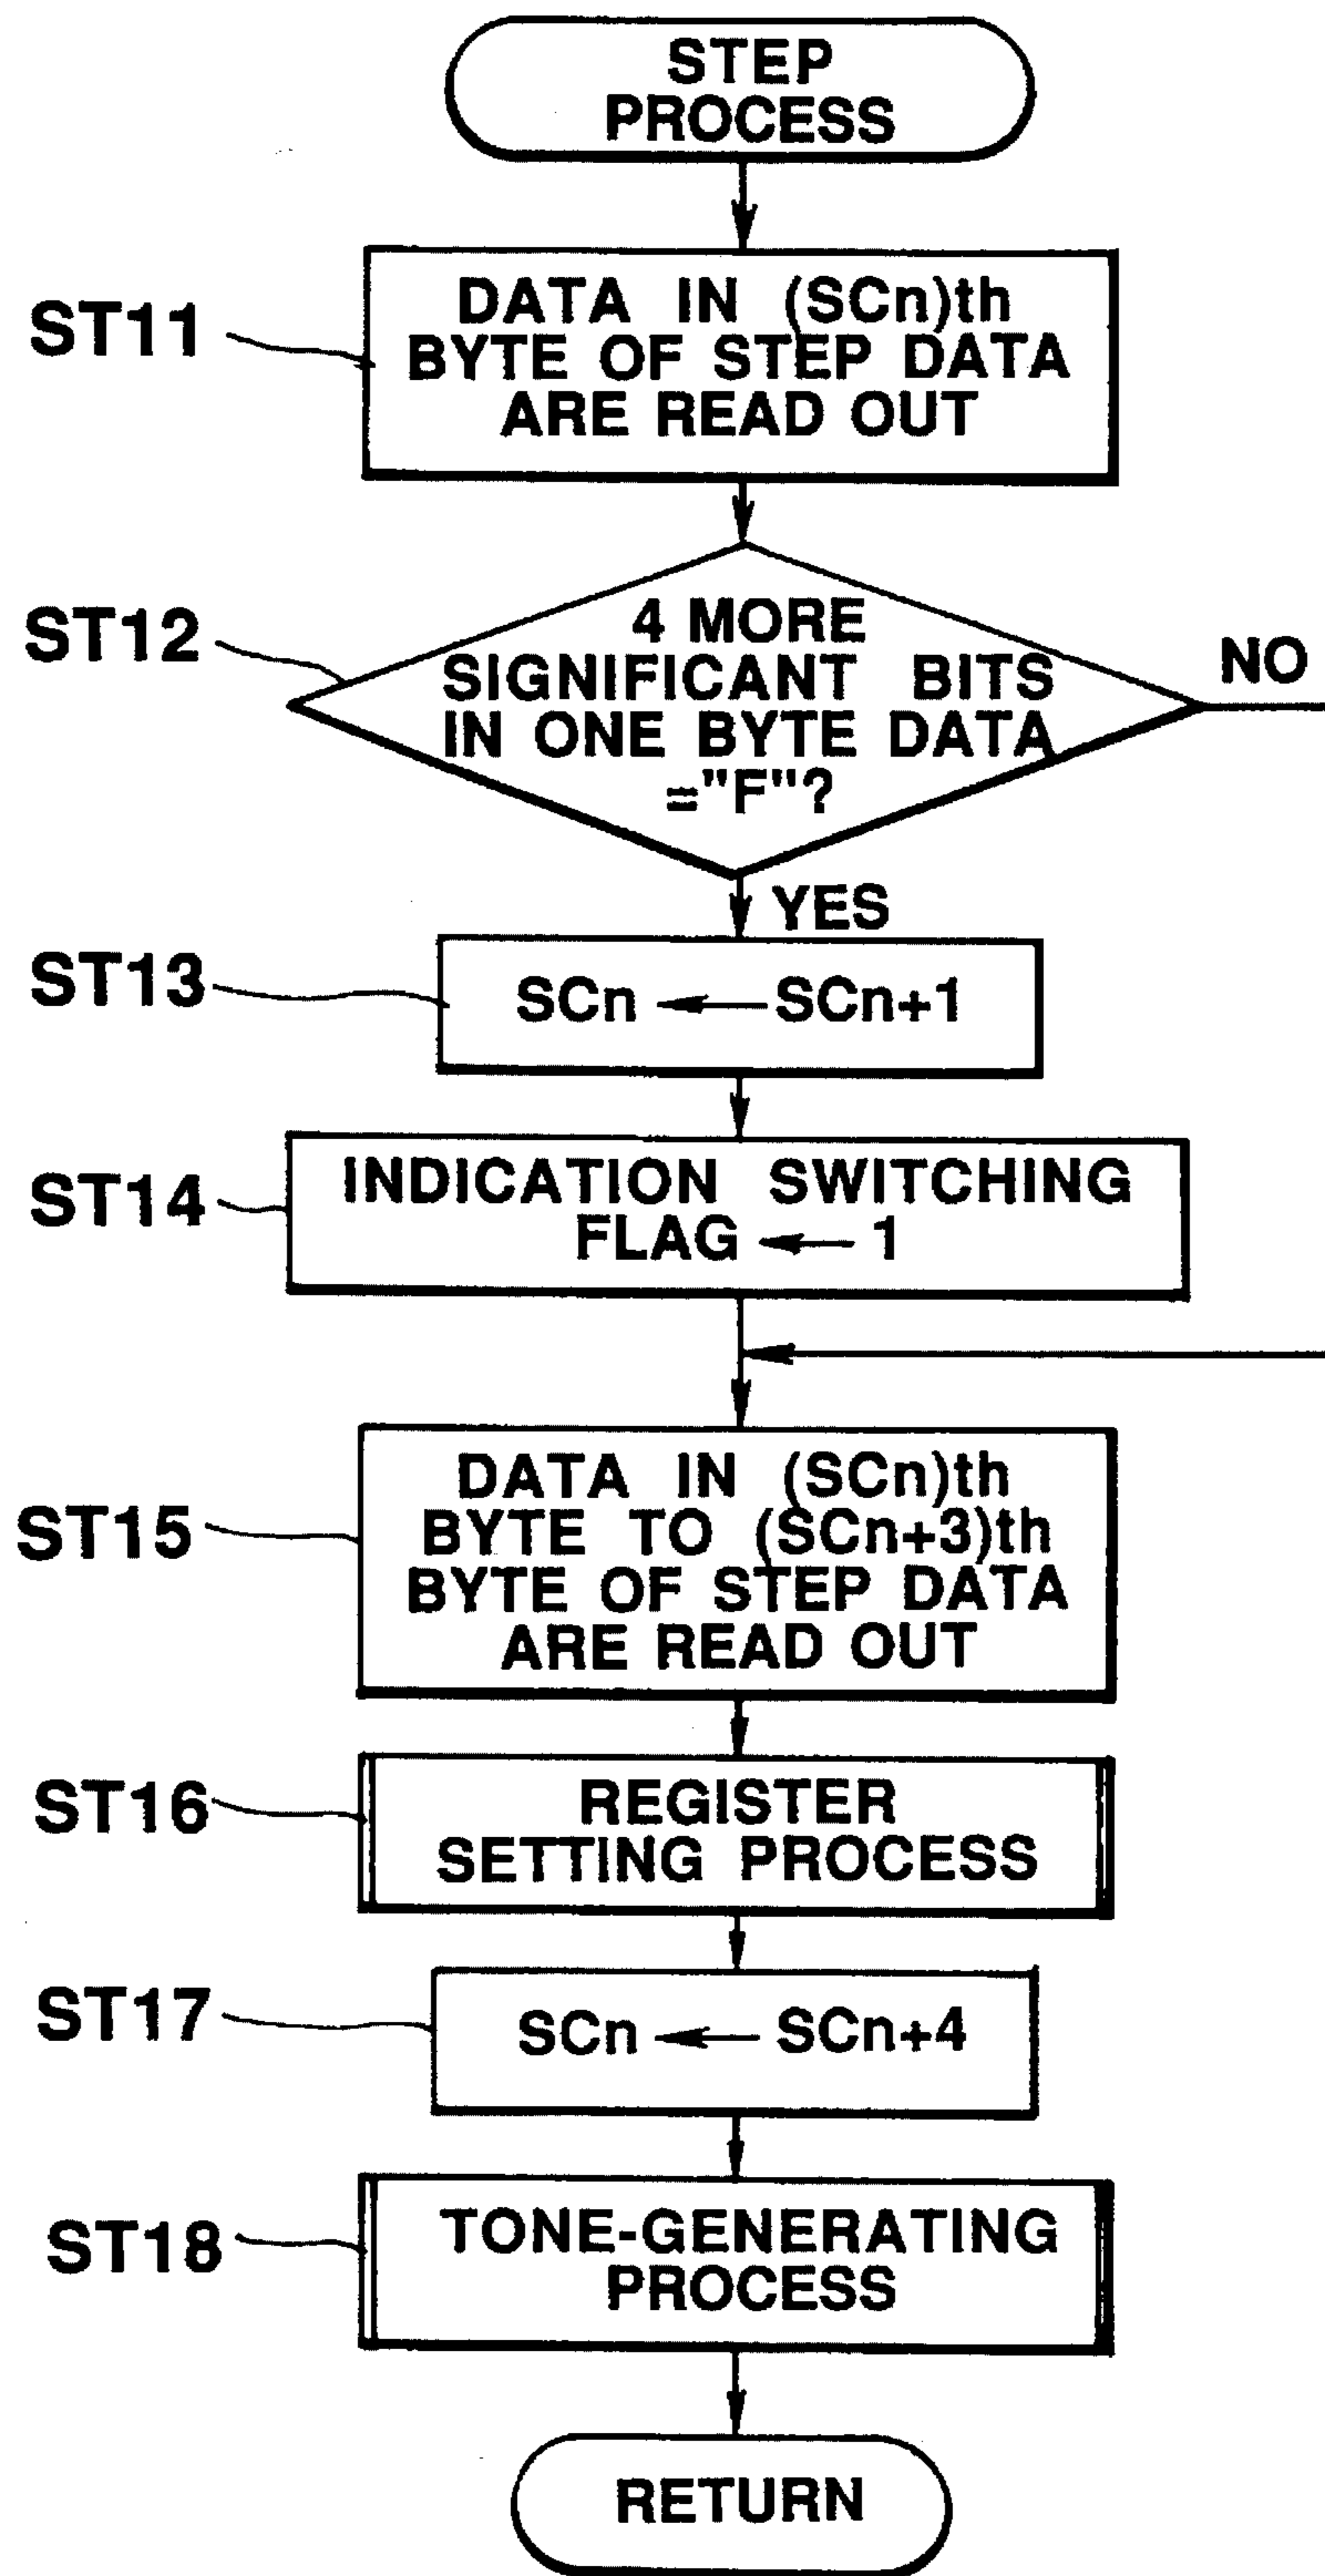 STEP
PROCESS
ST11
DATA IN (SCn)th
BYTE OF STEP DATA
ARE READ OUT
ST12
4 MORE
SIGNIFICANT BITS
IN ONE BYTE DATA
="F"?
NO
YES
ST13
SCn ← SCn+1
ST14
INDICATION SWITCHING
FLAG ← 1
ST15
DATA IN (SCn)th
BYTE TO (SCn+3)th
BYTE OF STEP DATA
ARE READ OUT
ST16
REGISTER
SETTING PROCESS
ST17
SCn ← SCn+4
ST18
TONE-GENERATING
PROCESS
RETURN